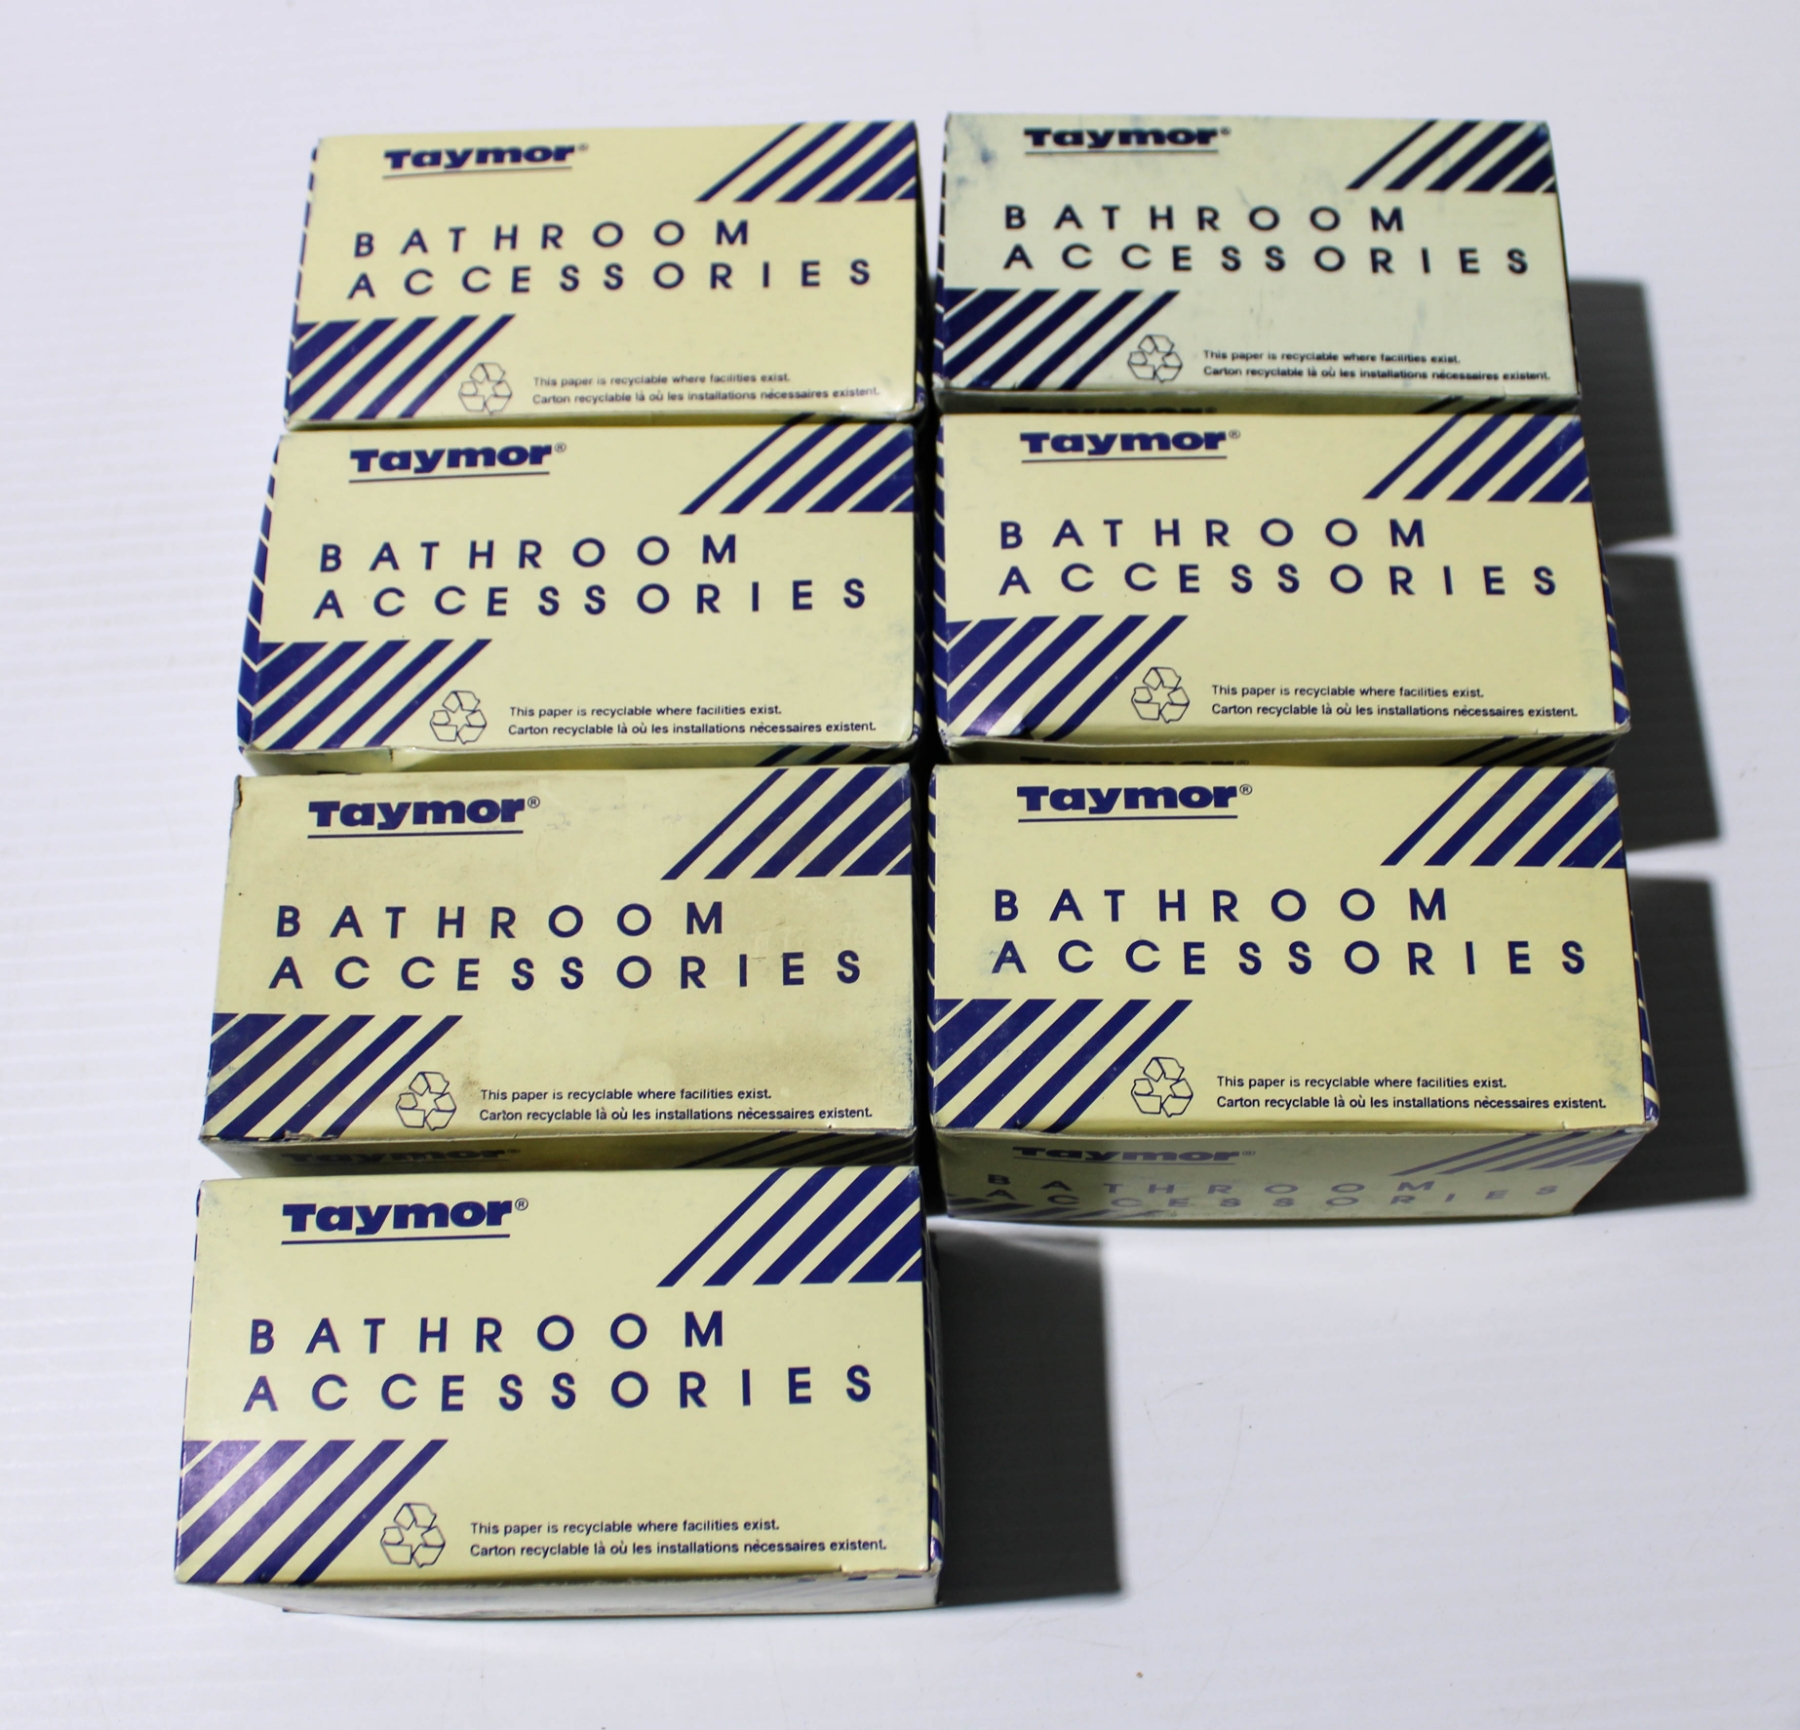 Taymor®
BATHROOM
ACCESSORIES
This paper is recyclable where facilities exist.
Carton recyclable là où les installations nécessaires existent.
Taymor®
BATHROOM
ACCESSORIES
This paper is recyclable where facilities exist.
Carton recyclable là où les installations nécessaires existent.
Taymor®
Taymor®
BATHROOM
ACCESSORIES
This paper is recyclable where facilities exist.
Carton recyclable là où les installations nécessaires existent.
Taymor®
BATHROOM
ACCESSORIES
This paper is recyclable where facilities exist.
Carton recyclable là où les installations nécessaires existent.
Taymor®
BATHROOM
ACCESSORIES
This paper is recyclable where facilities exist.
Carton recyclable là où les installations nécessaires existent.
Taymor®
Taymor®
BATHROOM
ACCESSORIES
This paper is recyclable where facilities exist.
Carton recyclable là où les installations nécessaires existent.
Taymor®
BATHROOM
ACCESSORIES
Taymor®
BATHROOM
ACCESSORIES
This paper is recyclable where facilities exist.
Carton recyclable là où les installations nécessaires existent.